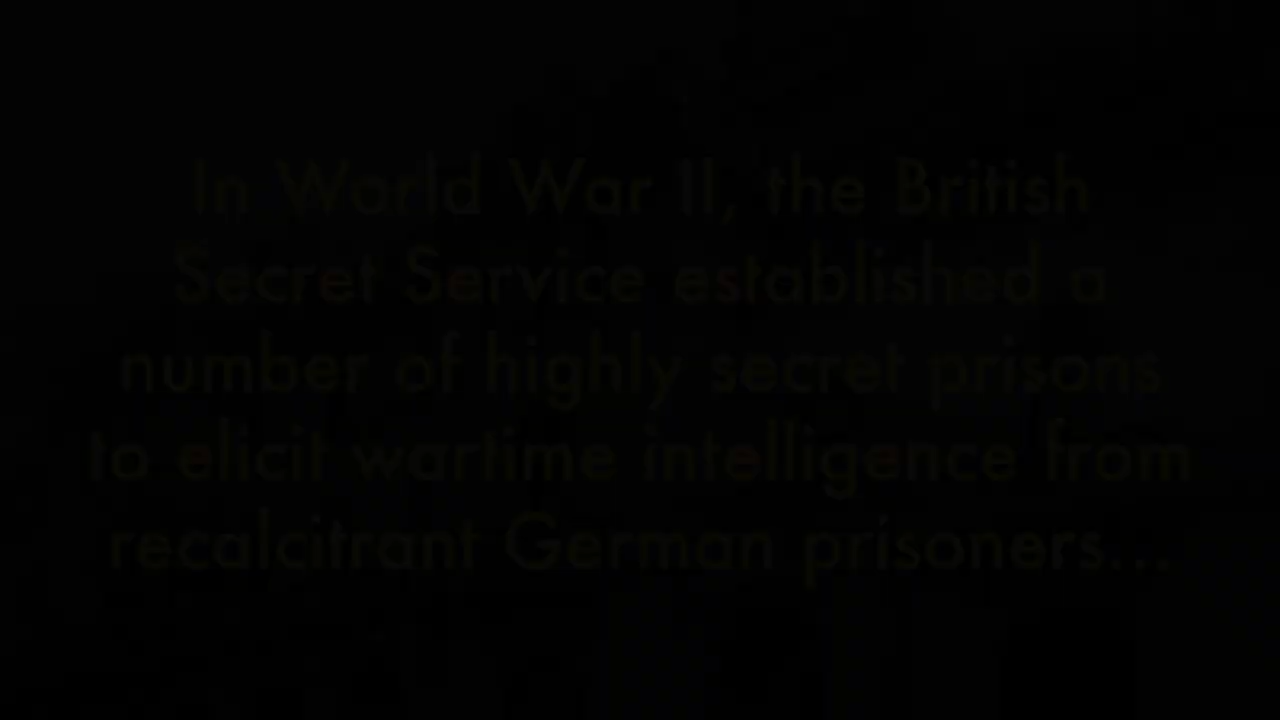 In World War II, the British
Secret Service established a
number of highly secret prisons
to elicit wartime intelligence from
recalcitrant German prisoners...